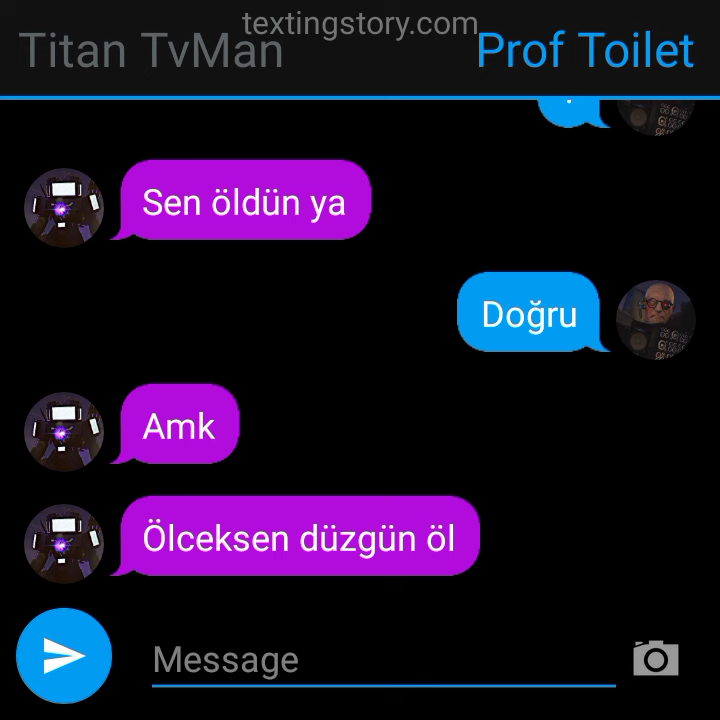 textingstory.com
Titan TvMan
Prof Toilet
Sen öldün ya
Doğru
Amk
Ölceksen düzgün öl
Message